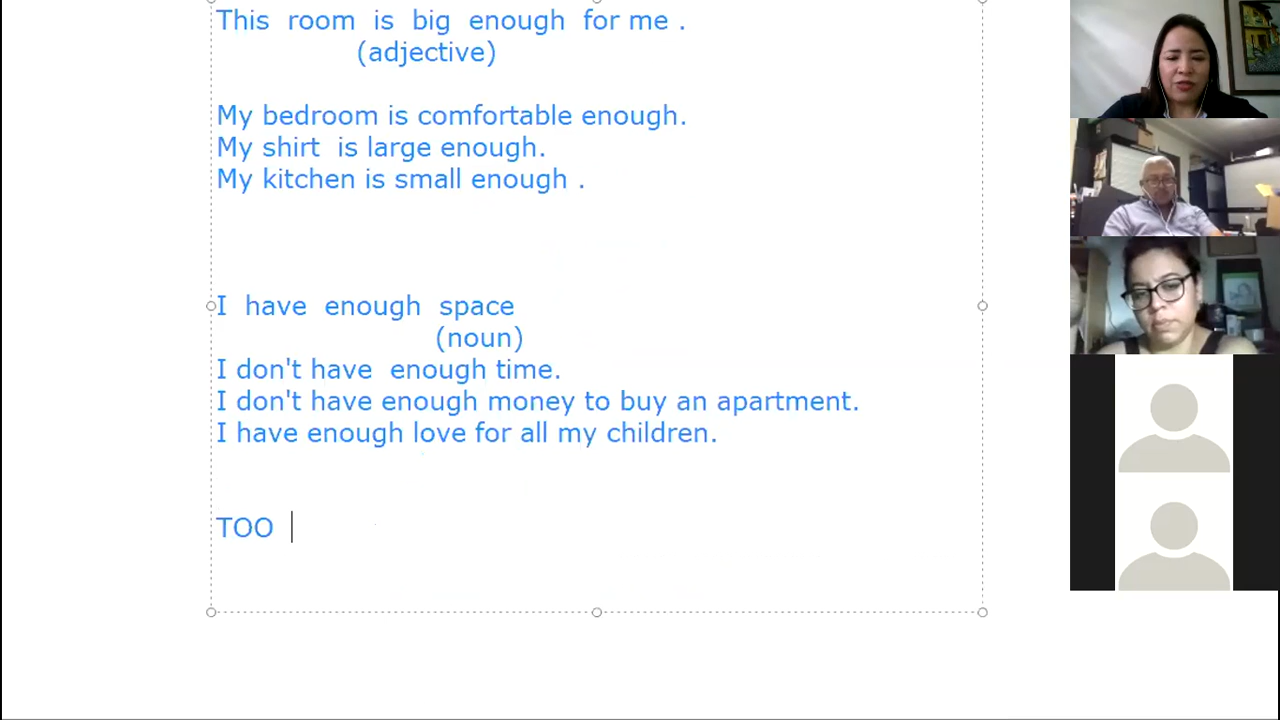 This room is big enough for me .
(adjective)
My bedroom is comfortable enough.
My shirt is large enough.
My kitchen is small enough .
I have enough space
(noun)
I don't have enough time.
I don't have enough money to buy an apartment.
I have enough love for all my children.
TOO